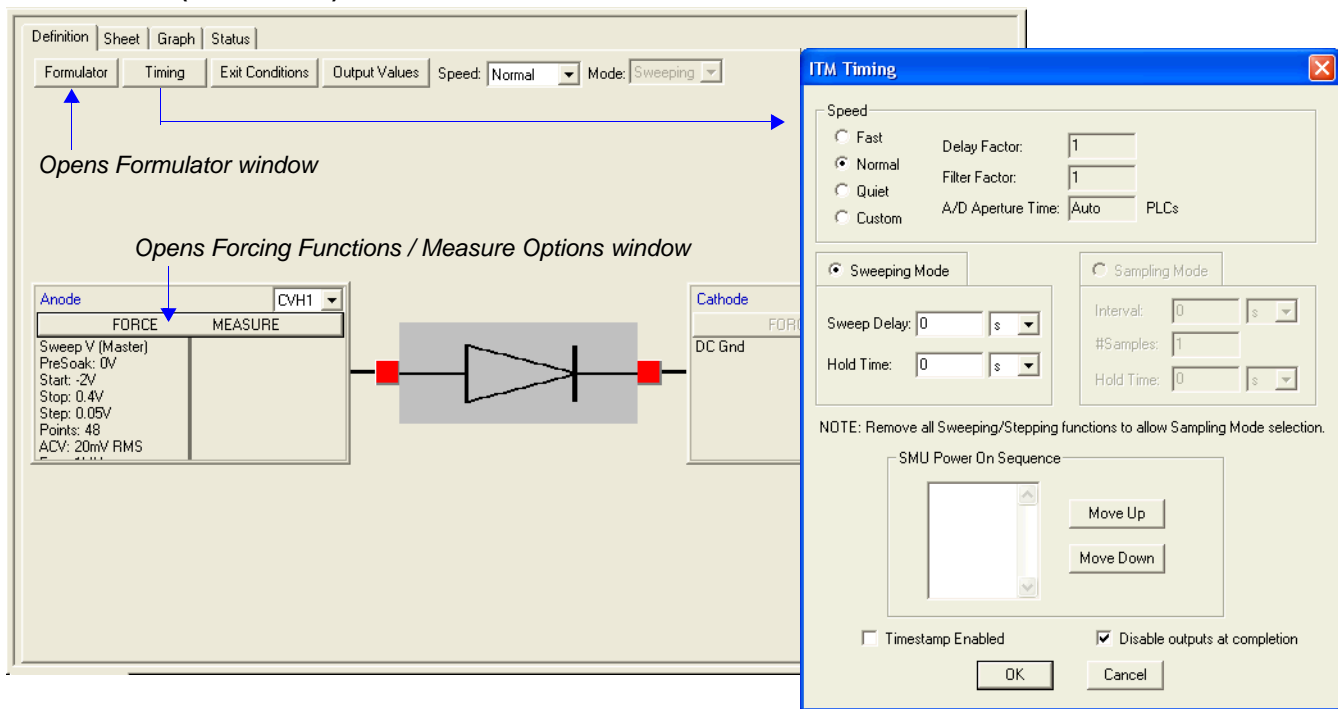 Definition Sheet Graph Status
Formulator Timing Exit Conditions Output Values Speed: Normal Mode: Sweeping
Opens Formulator window
Opens Forcing Functions / Measure Options window
Anode CVH1
FORCE MEASURE
Sweep V (Master)
PreSoak: 0V
Start: -2V
Stop: 0.4V
Step: 0.05V
Points: 48
ACV: 20mV RMS
Cathode
DC Gnd
ITM Timing
Speed
Fast
Normal
Quiet
Custom
Delay Factor: 1
Filter Factor: 1
A/D Aperture Time: Auto PLCs
Sweeping Mode
Sweep Delay: 0 s
Hold Time: 0 s
Sampling Mode
Interval: 0 s
#Samples: 1
Hold Time: 0 s
NOTE: Remove all Sweeping/Stepping functions to allow Sampling Mode selection.
SMU Power On Sequence
Move Up
Move Down
Timestamp Enabled
Disable outputs at completion
OK Cancel